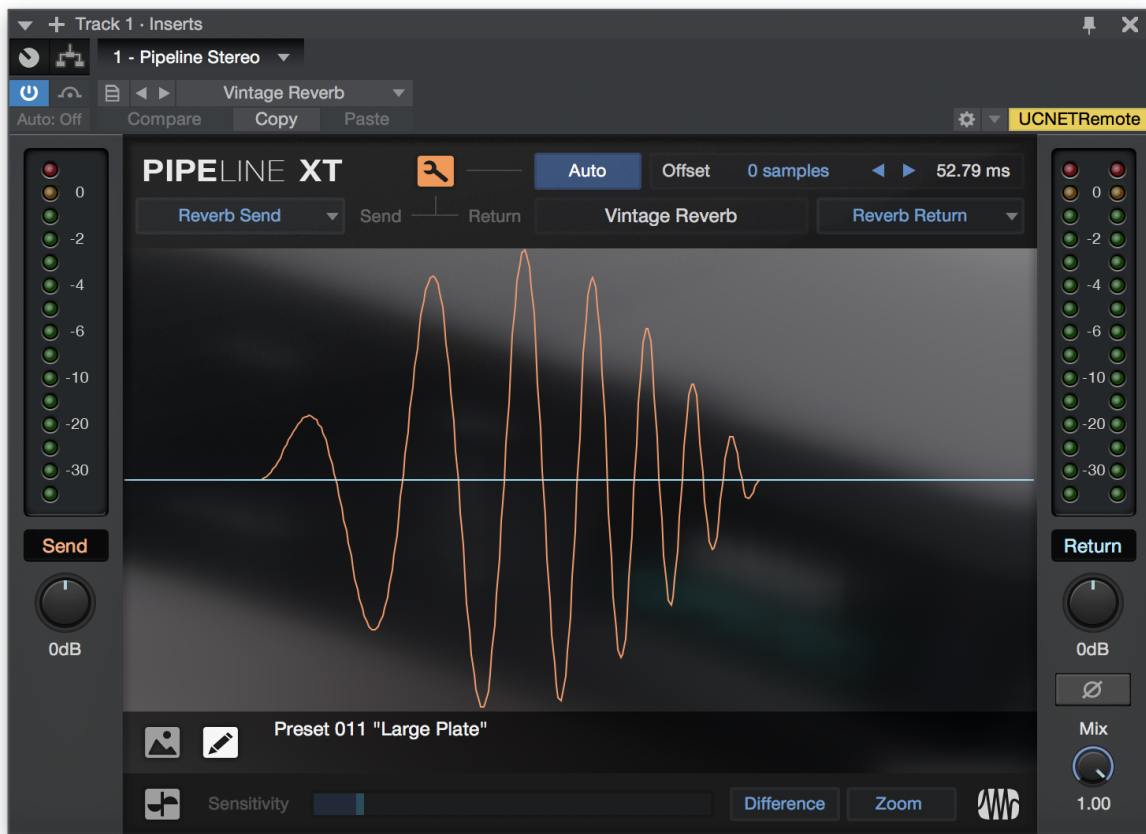 Track 1 · Inserts
1 - Pipeline Stereo
Vintage Reverb
Auto: Off Compare Copy Paste UCNETRemote
PIPELINE XT Auto Offset 0 samples 52.79 ms
Reverb Send Send Return Vintage Reverb Reverb Return
0
-2
-4
-6
-10
-20
-30
Send
0dB
0
-2
-4
-6
-10
-20
-30
Return
0dB
Ø
Mix
1.00
Preset 011 "Large Plate"
Sensitivity Difference Zoom